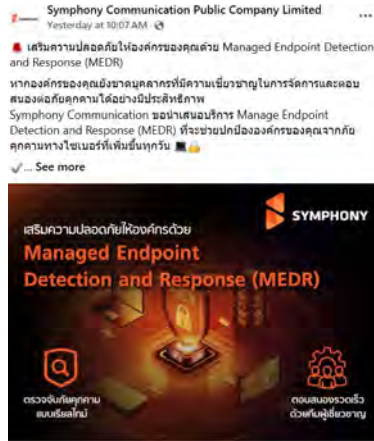 Symphony Communication Public Company Limited
Yesterday at 10:07 AM ·
เสริมความปลอดภัยให้องค์กรของคุณด้วย Managed Endpoint Detection
and Response (MEDR)
หากองค์กรของคุณยังขาดบุคลากรที่มีความเชี่ยวชาญในการจัดการและตอบ
สนองต่อภัยคุกคามได้อย่างมีประสิทธิภาพ
Symphony Communication ขอนำเสนอบริการ Manage Endpoint
Detection and Response (MEDR) ที่จะช่วยปกป้ององค์กรของคุณจากภัย
คุกคามทางไซเบอร์ที่เพิ่มขึ้นทุกวัน
... See more
SYMPHONY
เสริมความปลอดภัยให้องค์กรด้วย
Managed Endpoint
Detection and Response (MEDR)
ตรวจจับภัยคุกคาม
แบบเรียลไทม์
ตอบสนองรวดเร็ว
ด้วยทีมผู้เชี่ยวชาญ